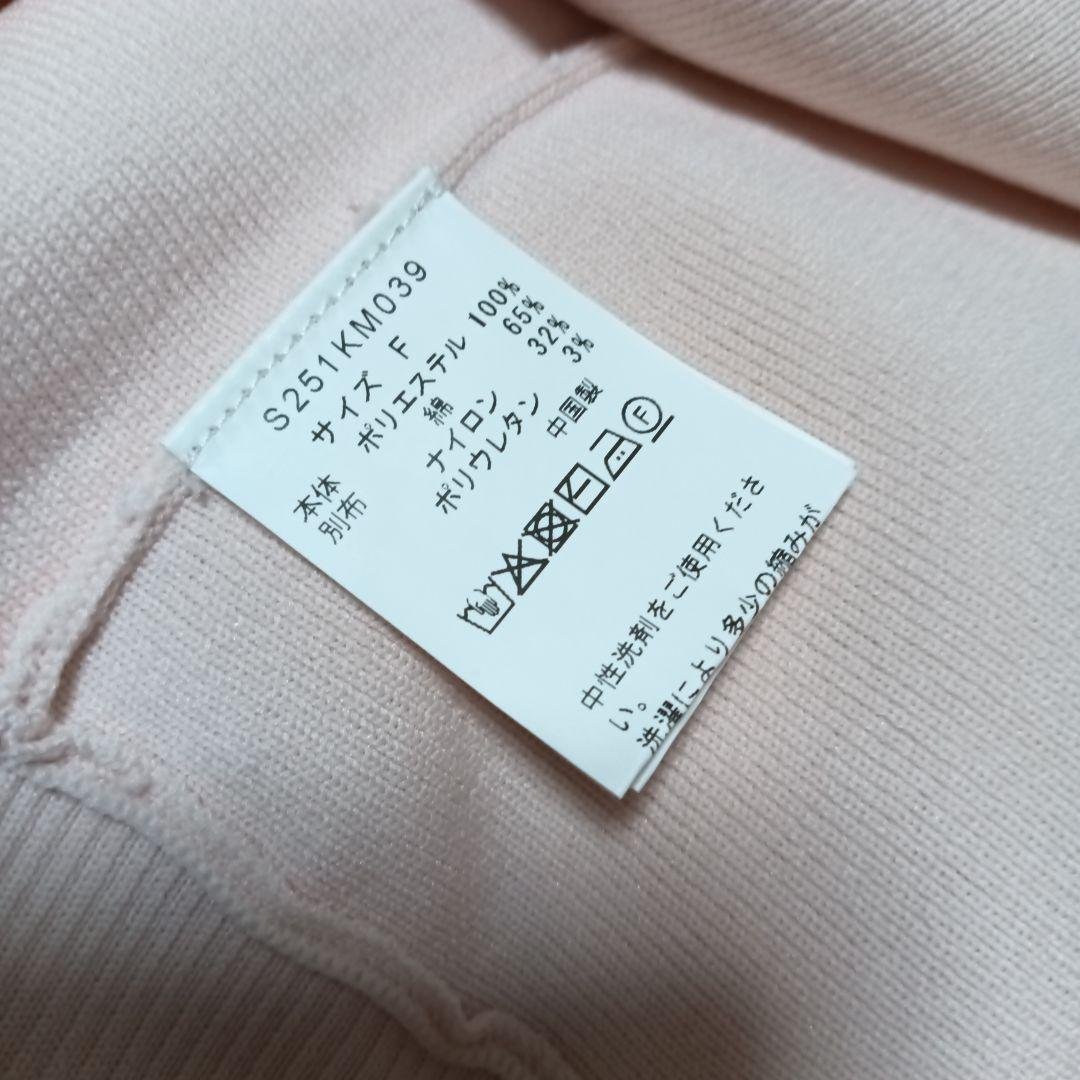 S251KM039
サイズ F
本体 ポリエステル 100%
別布 綿 65%
ナイロン 32%
ポリウレタン 3%
中国製
F
中性洗剤をご使用くださ
い。
洗濯により多少の縮みが